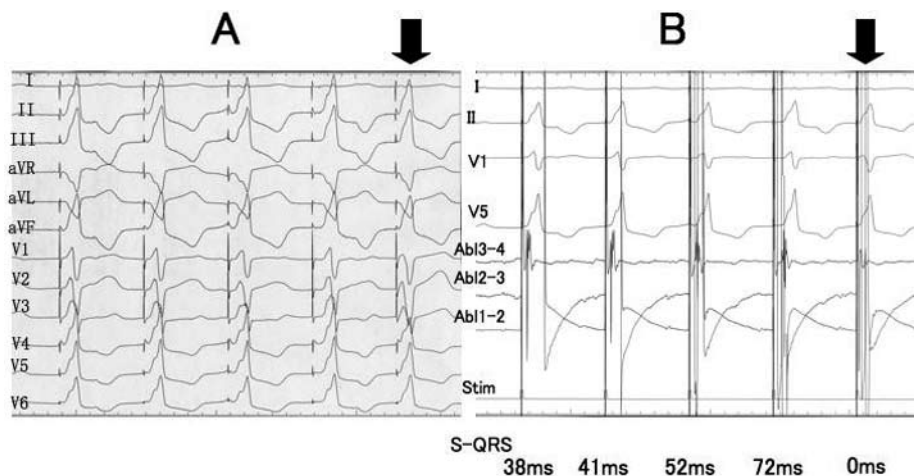 A
I
II
III
aVR
aVL
aVF
V1
V2
V3
V4
V5
V6
B
I
II
V1
V5
Abl3-4
Abl2-3
Abl1-2
Stim
S-QRS
38ms 41ms 52ms 72ms 0ms